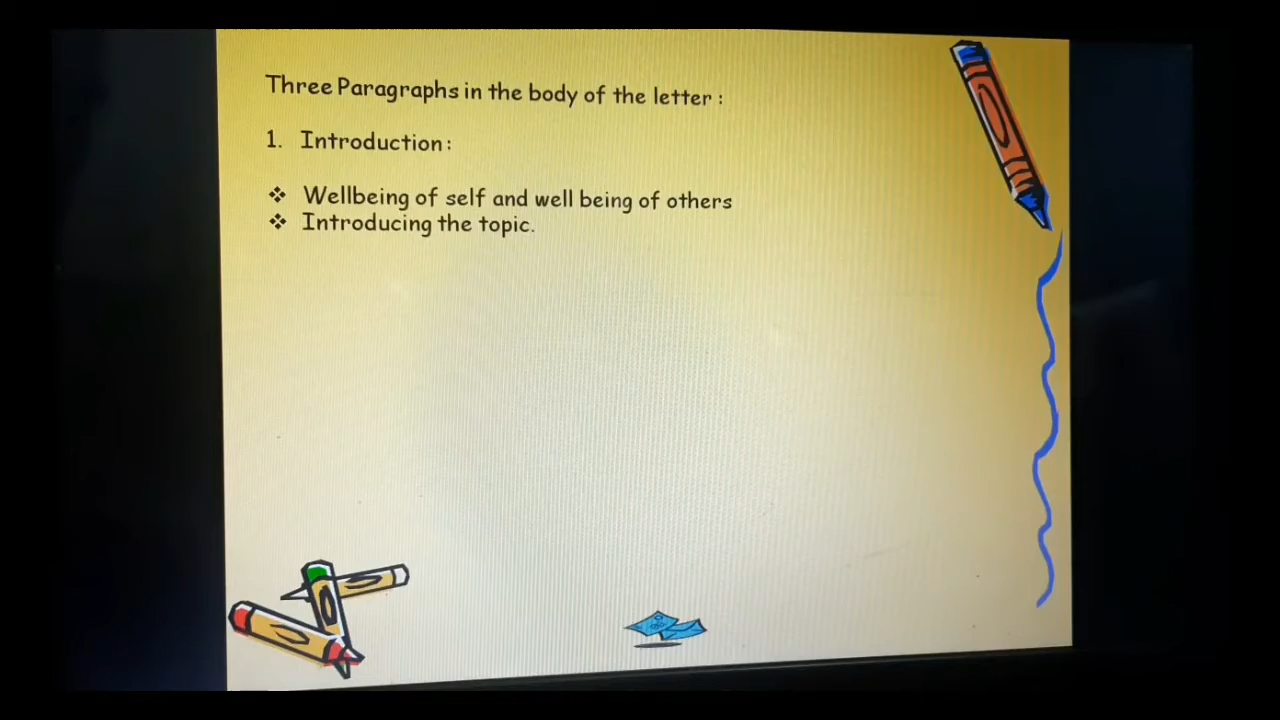 Three Paragraphs in the body of the letter :
1. Introduction :
❖ Wellbeing of self and well being of others
❖ Introducing the topic.